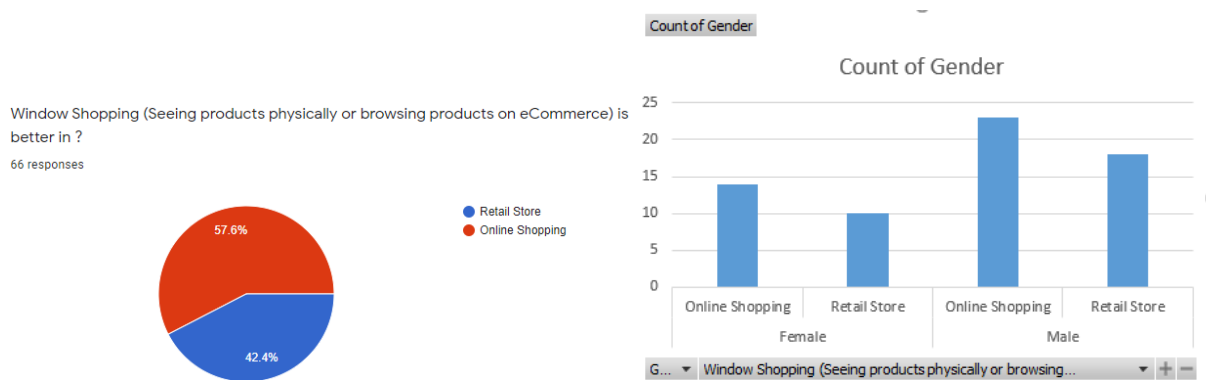 Window Shopping (Seeing products physically or browsing products on eCommerce) is
better in ?
66 responses
Retail Store
Online Shopping
57.6%
42.4%
Count of Gender
Count of Gender
25
20
15
10
5
0
Online Shopping Retail Store Online Shopping Retail Store
Female Male
G... Window Shopping (Seeing products physically or browsing...